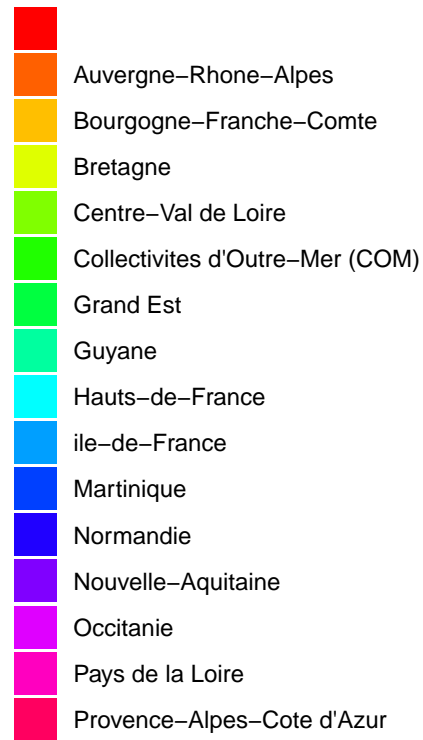 Auvergne−Rhone−Alpes
Bourgogne−Franche−Comte
Bretagne
Centre−Val de Loire
Collectivites d'Outre−Mer (COM)
Grand Est
Guyane
Hauts−de−France
ile−de−France
Martinique
Normandie
Nouvelle−Aquitaine
Occitanie
Pays de la Loire
Provence−Alpes−Cote d'Azur